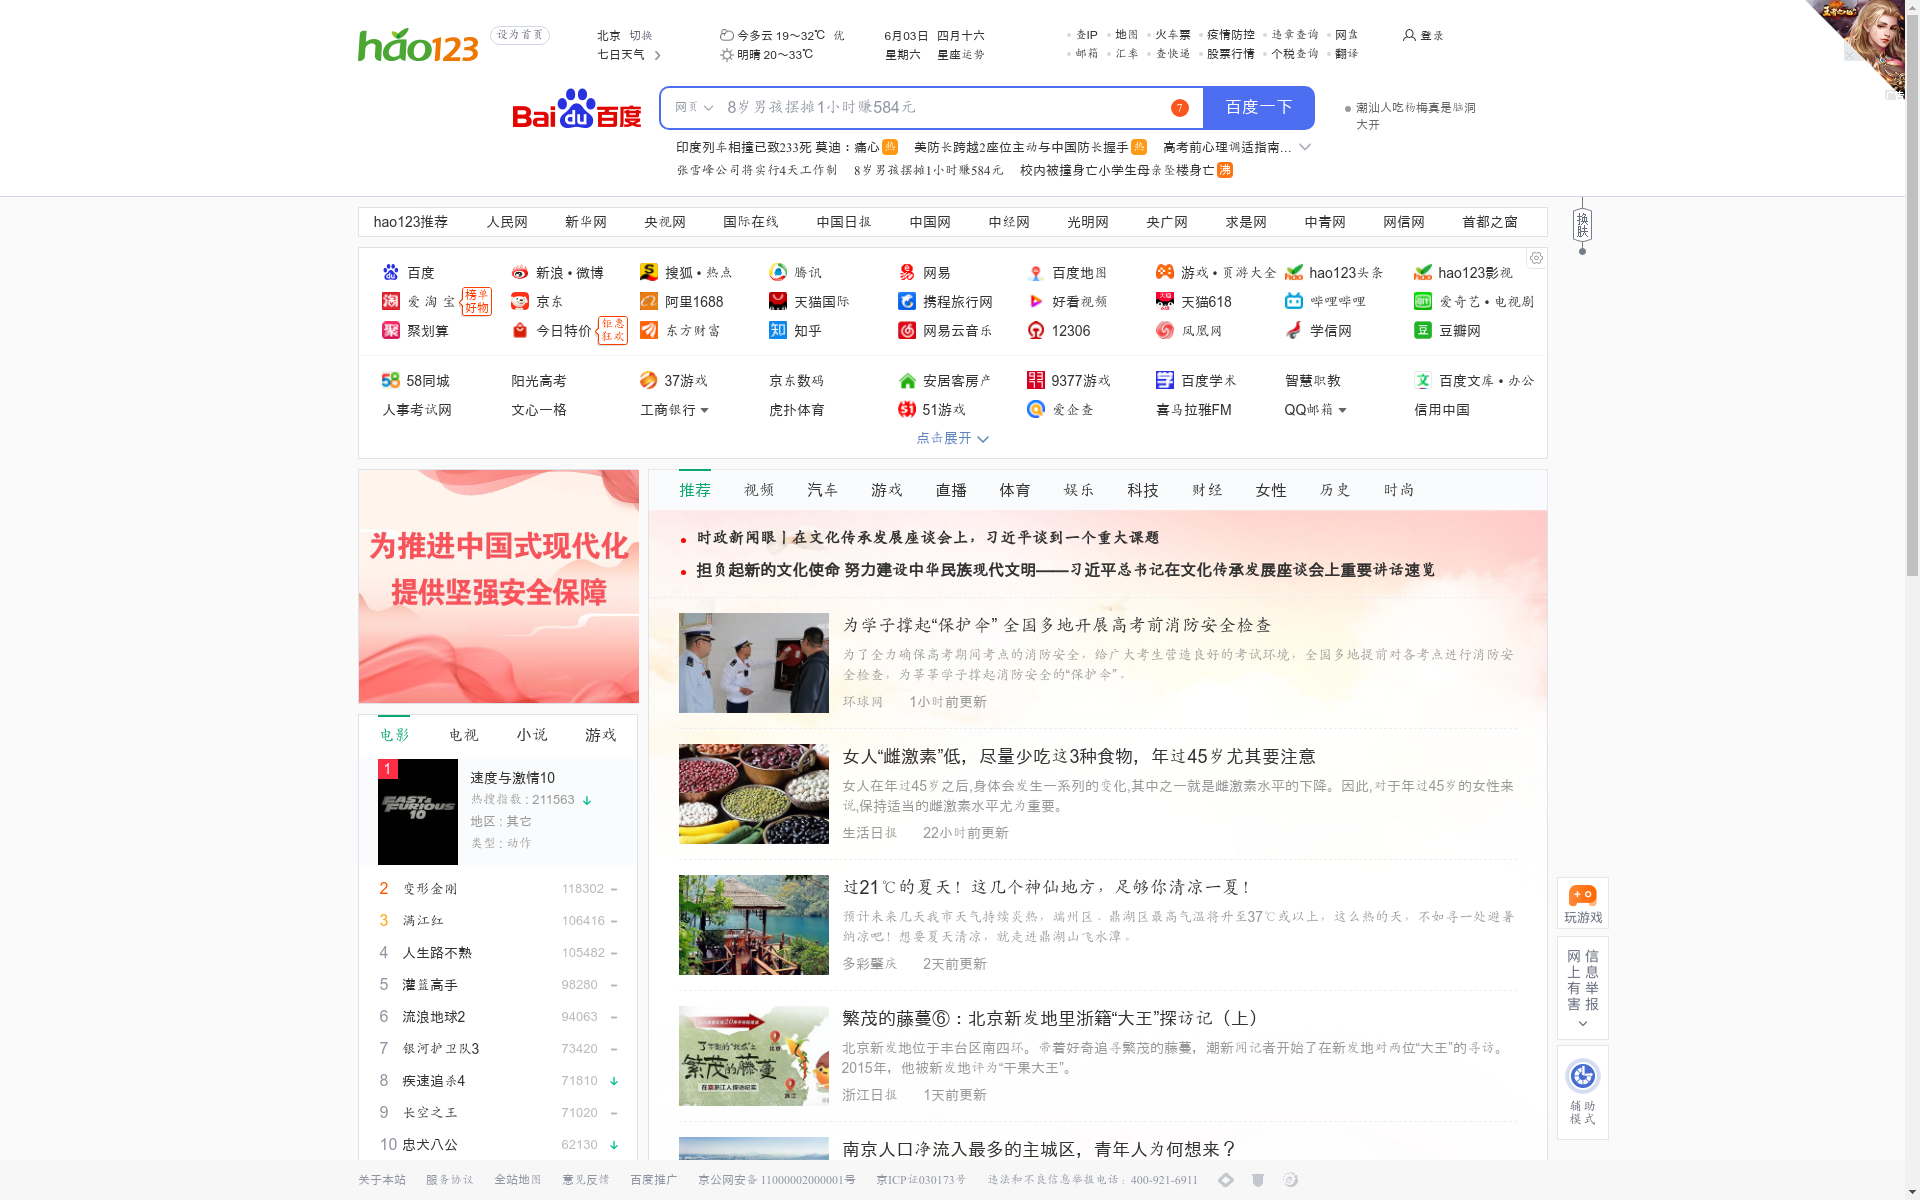 hao123 设为首页 北京 切换 今多云 19～32℃ 优 6月03日 四月十六 查IP 地图 火车票 疫情防控 违章查询 网盘 登录
七日天气 明晴 20～33℃ 星期六 星座运势 邮箱 汇率 查快递 股票行情 个税查询 翻译
Bai du 百度 网页 8岁男孩摆摊1小时赚584元 7 百度一下 潮汕人吃杨梅真是脑洞
大开
印度列车相撞已致233死 莫迪：痛心 热 美防长跨越2座位主动与中国防长握手 热 高考前心理调适指南...
张雪峰公司将实行4天工作制 8岁男孩摆摊1小时赚584元 校内被撞身亡小学生母亲坠楼身亡 沸
hao123推荐 人民网 新华网 央视网 国际在线 中国日报 中国网 中经网 光明网 央广网 求是网 中青网 网信网 首都之窗
换肤
百度 新浪 • 微博 搜狐 • 热点 腾讯 网易 百度地图 游戏 • 页游大全 hao123头条 hao123影视
爱淘宝 榜单好物 京东 阿里1688 天猫国际 携程旅行网 好看视频 天猫618 哔哩哔哩 爱奇艺 • 电视剧
聚划算 今日特价 钜惠狂欢 东方财富 知乎 网易云音乐 12306 凤凰网 学信网 豆瓣网
58同城 阳光高考 37游戏 京东数码 安居客房产 9377游戏 百度学术 智慧职教 百度文库 • 办公
人事考试网 文心一格 工商银行 虎扑体育 51游戏 爱企查 喜马拉雅FM QQ邮箱 信用中国
点击展开
为推进中国式现代化
提供坚强安全保障
推荐 视频 汽车 游戏 直播 体育 娱乐 科技 财经 女性 历史 时尚
时政新闻眼丨在文化传承发展座谈会上，习近平谈到一个重大课题
担负起新的文化使命 努力建设中华民族现代文明——习近平总书记在文化传承发展座谈会上重要讲话速览
为学子撑起“保护伞” 全国多地开展高考前消防安全检查
为了全力确保高考期间考点的消防安全，给广大考生营造良好的考试环境，全国多地提前对各考点进行消防安
全检查，为莘莘学子撑起消防安全的“保护伞”。
环球网 1小时前更新
女人“雌激素”低，尽量少吃这3种食物，年过45岁尤其要注意
女人在年过45岁之后,身体会发生一系列的变化,其中之一就是雌激素水平的下降。因此,对于年过45岁的女性来
说,保持适当的雌激素水平尤为重要。
生活日报 22小时前更新
过21℃的夏天！这几个神仙地方，足够你清凉一夏！
预计未来几天我市天气持续炎热，端州区、鼎湖区最高气温将升至37℃或以上，这么热的天，不如寻一处避暑
纳凉吧！想要夏天清凉，就走进鼎湖山飞水潭。
多彩肇庆 2天前更新
繁茂的藤蔓
繁茂的藤蔓⑥：北京新发地里浙籍“大王”探访记（上）
北京新发地位于丰台区南四环。带着好奇追寻繁茂的藤蔓，潮新闻记者开始了在新发地对两位“大王”的寻访。
2015年，他被新发地评为“干果大王”。
浙江日报 1天前更新
南京人口净流入最多的主城区，青年人为何想来？
电影 电视 小说 游戏
1 FAST & FURIOUS 10
速度与激情10
热搜指数 : 211563
地区 : 其它
类型 : 动作
2 变形金刚 118302
3 满江红 106416
4 人生路不熟 105482
5 灌篮高手 98280
6 流浪地球2 94063
7 银河护卫队3 73420
8 疾速追杀4 71810
9 长空之王 71020
10 忠犬八公 62130
玩游戏
网上有害
信息举报
辅助
模式
关于本站 服务协议 全站地图 意见反馈 百度推广 京公网安备 11000002000001号 京ICP证030173号 违法和不良信息举报电话：400-921-6911